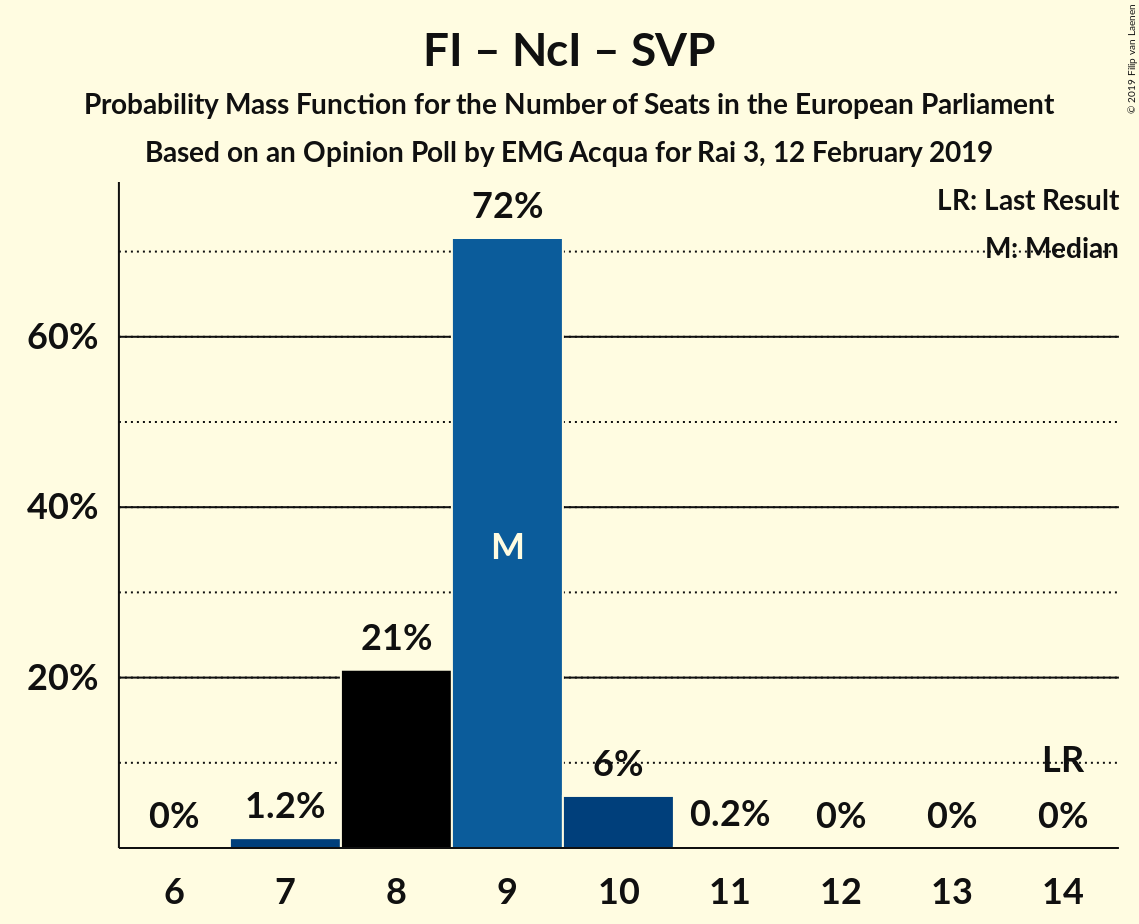 FI – NcI – SVP
Probability Mass Function for the Number of Seats in the European Parliament
Based on an Opinion Poll by EMG Acqua for Rai 3, 12 February 2019
© 2019 Filip van Laenen
LR: Last Result
M: Median
72%
60%
40%
M
21%
20%
LR
6%
0% 1.2% 0.2% 0% 0% 0%
6 7 8 9 10 11 12 13 14